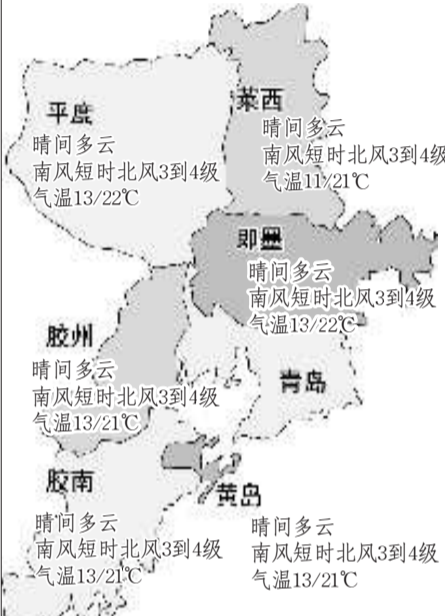 平度
晴间多云
南风短时北风3到4级
气温13/22℃
莱西
晴间多云
南风短时北风3到4级
气温11/21℃
即墨
晴间多云
南风短时北风3到4级
气温13/22℃
胶州
晴间多云
南风短时北风3到4级
气温13/21℃
青岛
胶南
晴间多云
南风短时北风3到4级
气温13/21℃
黄岛
晴间多云
南风短时北风3到4级
气温13/21℃